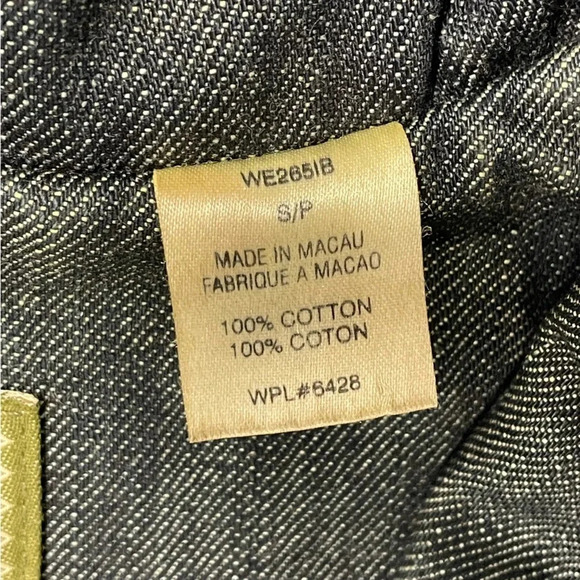 WE265IB
S/P
MADE IN MACAU
FABRIQUE A MACAO
100% COTTON
100% COTON
WPL#6428